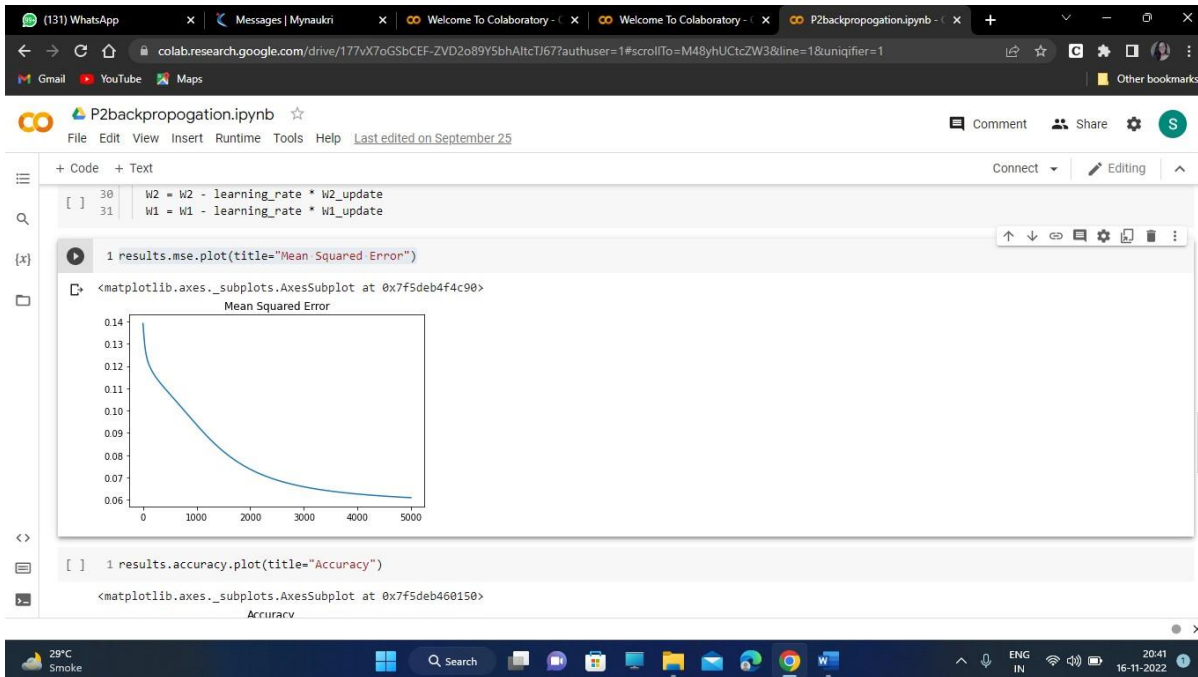 (131) WhatsApp
Messages | Mynaukri
Welcome To Colaboratory - C
Welcome To Colaboratory - C
P2backpropogation.ipynb - C
colab.research.google.com/drive/177vX7oGSbCEF-ZVD2o89Y5bhAltcTJ67?authuser=1#scrollTo=M48yhUCtcZW3&line=1&uniqifier=1
Gmail YouTube Maps
Other bookmarks
CO
P2backpropogation.ipynb
File Edit View Insert Runtime Tools Help Last edited on September 25
Comment Share S
+ Code + Text
Connect Editing
[ ] 30 W2 = W2 - learning_rate * W2_update
31 W1 = W1 - learning_rate * W1_update
{x}
1 results.mse.plot(title="Mean Squared Error")
<matplotlib.axes._subplots.AxesSubplot at 0x7f5deb4f4c90>
Mean Squared Error
0.14
0.13
0.12
0.11
0.10
0.09
0.08
0.07
0.06
0 1000 2000 3000 4000 5000
[ ] 1 results.accuracy.plot(title="Accuracy")
<matplotlib.axes._subplots.AxesSubplot at 0x7f5deb460150>
Accuracy
29°C
Smoke
Search
ENG
IN
20:41
16-11-2022
1